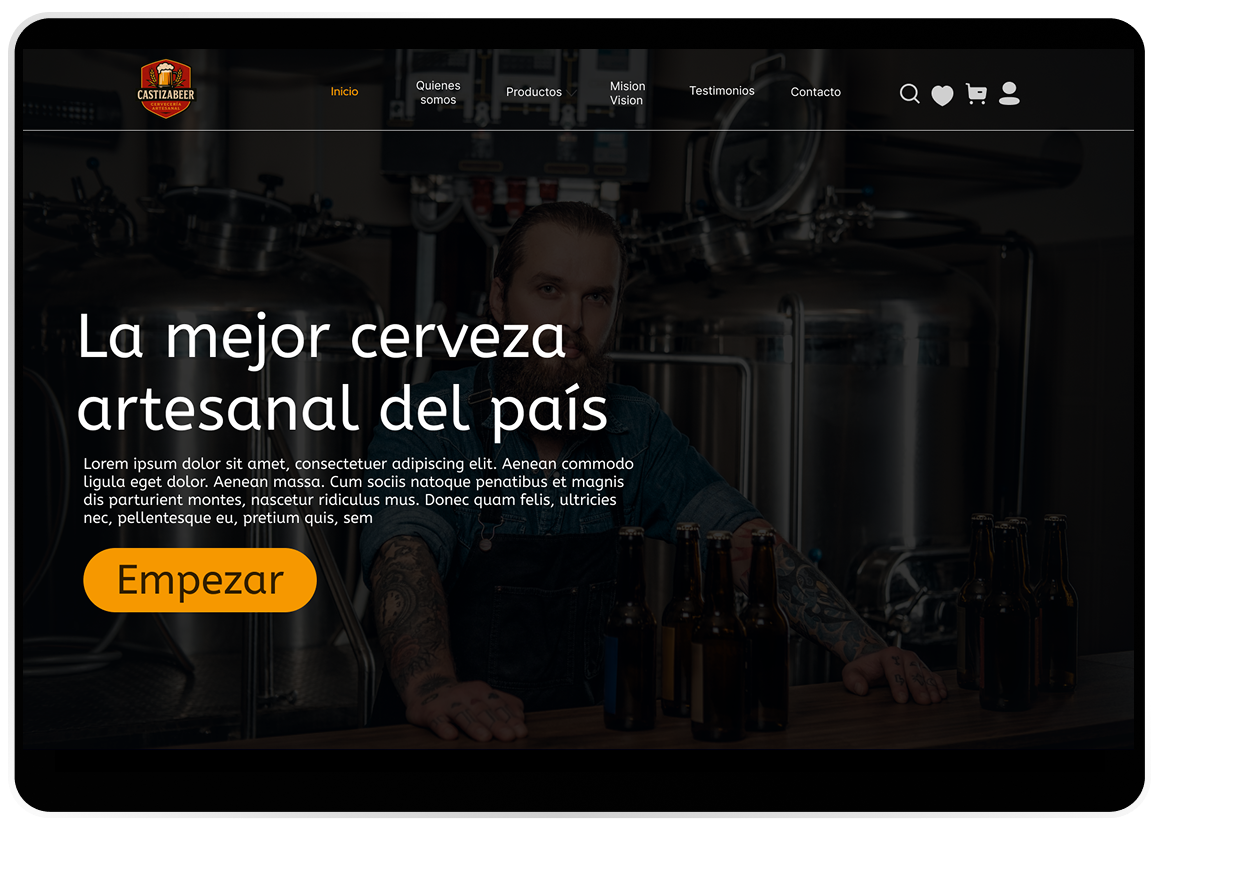 CASTIZABEER
CERVECERÍA
ARTESANAL
Inicio
Quienes
somos
Productos
Mision
Vision
Testimonios
Contacto
La mejor cerveza
artesanal del país
Lorem ipsum dolor sit amet, consectetuer adipiscing elit. Aenean commodo
ligula eget dolor. Aenean massa. Cum sociis natoque penatibus et magnis
dis parturient montes, nascetur ridiculus mus. Donec quam felis, ultricies
nec, pellentesque eu, pretium quis, sem
Empezar